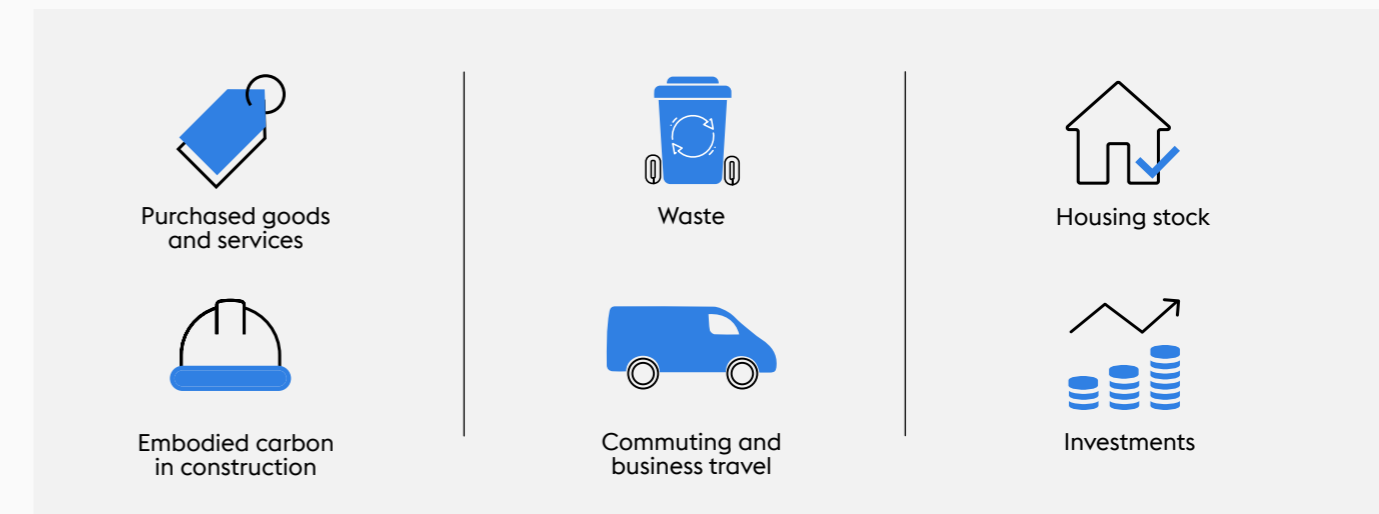 Purchased goods
and services
Waste
Housing stock
Embodied carbon
in construction
Commuting and
business travel
Investments